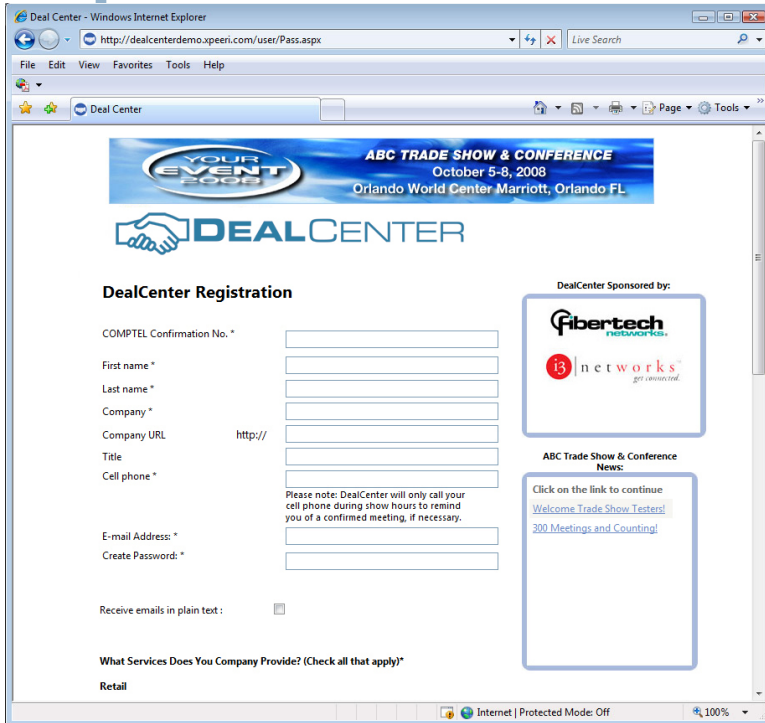 Deal Center - Windows Internet Explorer
http://dealcenterdemo.xpeeri.com/user/Pass.aspx
Live Search
File Edit View Favorites Tools Help
Deal Center
Page Tools
YOUR
EVENT
2008
ABC TRADE SHOW & CONFERENCE
October 5-8, 2008
Orlando World Center Marriott, Orlando FL
DEALCENTER
DealCenter Registration
COMPTEL Confirmation No. *
First name *
Last name *
Company *
Company URL http://
Title
Cell phone *
Please note: DealCenter will only call your
cell phone during show hours to remind
you of a confirmed meeting, if necessary.
E-mail Address: *
Create Password: *
Receive emails in plain text :
What Services Does You Company Provide? (Check all that apply)*
Retail
DealCenter Sponsored by:
Fibertech
networks.
i3 networks
get connected.
ABC Trade Show & Conference
News:
Click on the link to continue
Welcome Trade Show Testers!
300 Meetings and Counting!
Internet | Protected Mode: Off
100%